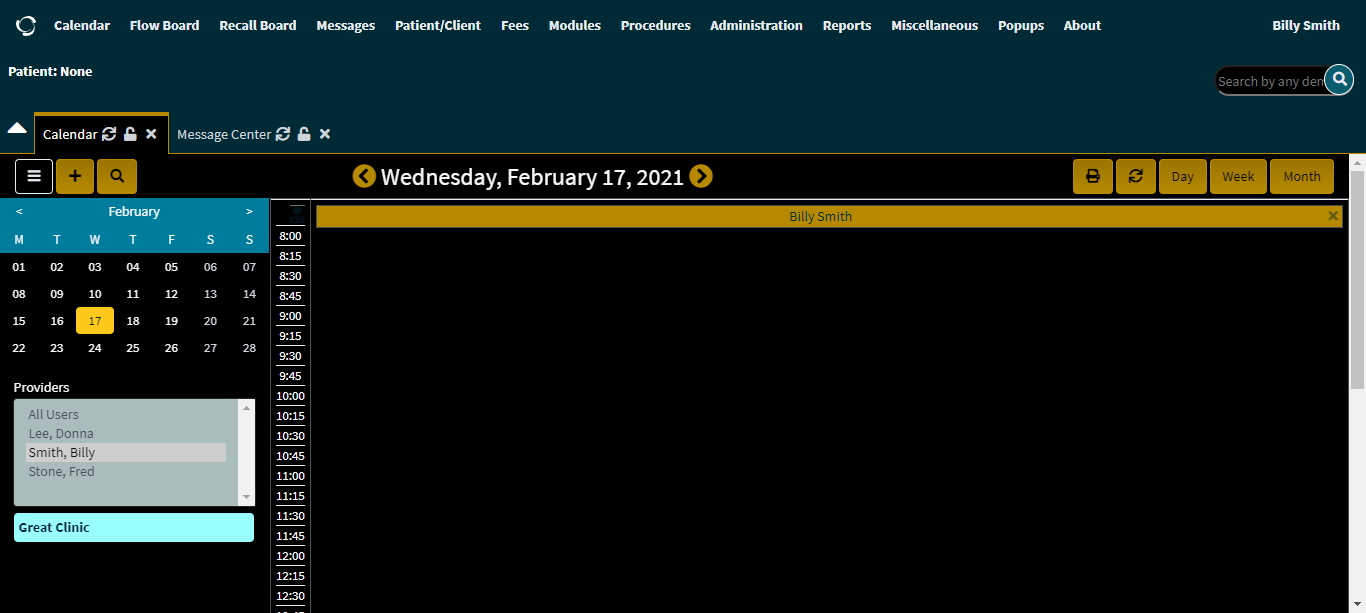 Calendar Flow Board Recall Board Messages Patient/Client Fees Modules Procedures Administration Reports Miscellaneous Popups About Billy Smith
Patient: None
Search by any dem
Calendar Message Center
Wednesday, February 17, 2021
Day Week Month
< February >
M T W T F S S
01 02 03 04 05 06 07
08 09 10 11 12 13 14
15 16 17 18 19 20 21
22 23 24 25 26 27 28
Providers
All Users
Lee, Donna
Smith, Billy
Stone, Fred
Great Clinic
Billy Smith
8:00
8:15
8:30
8:45
9:00
9:15
9:30
9:45
10:00
10:15
10:30
10:45
11:00
11:15
11:30
11:45
12:00
12:15
12:30